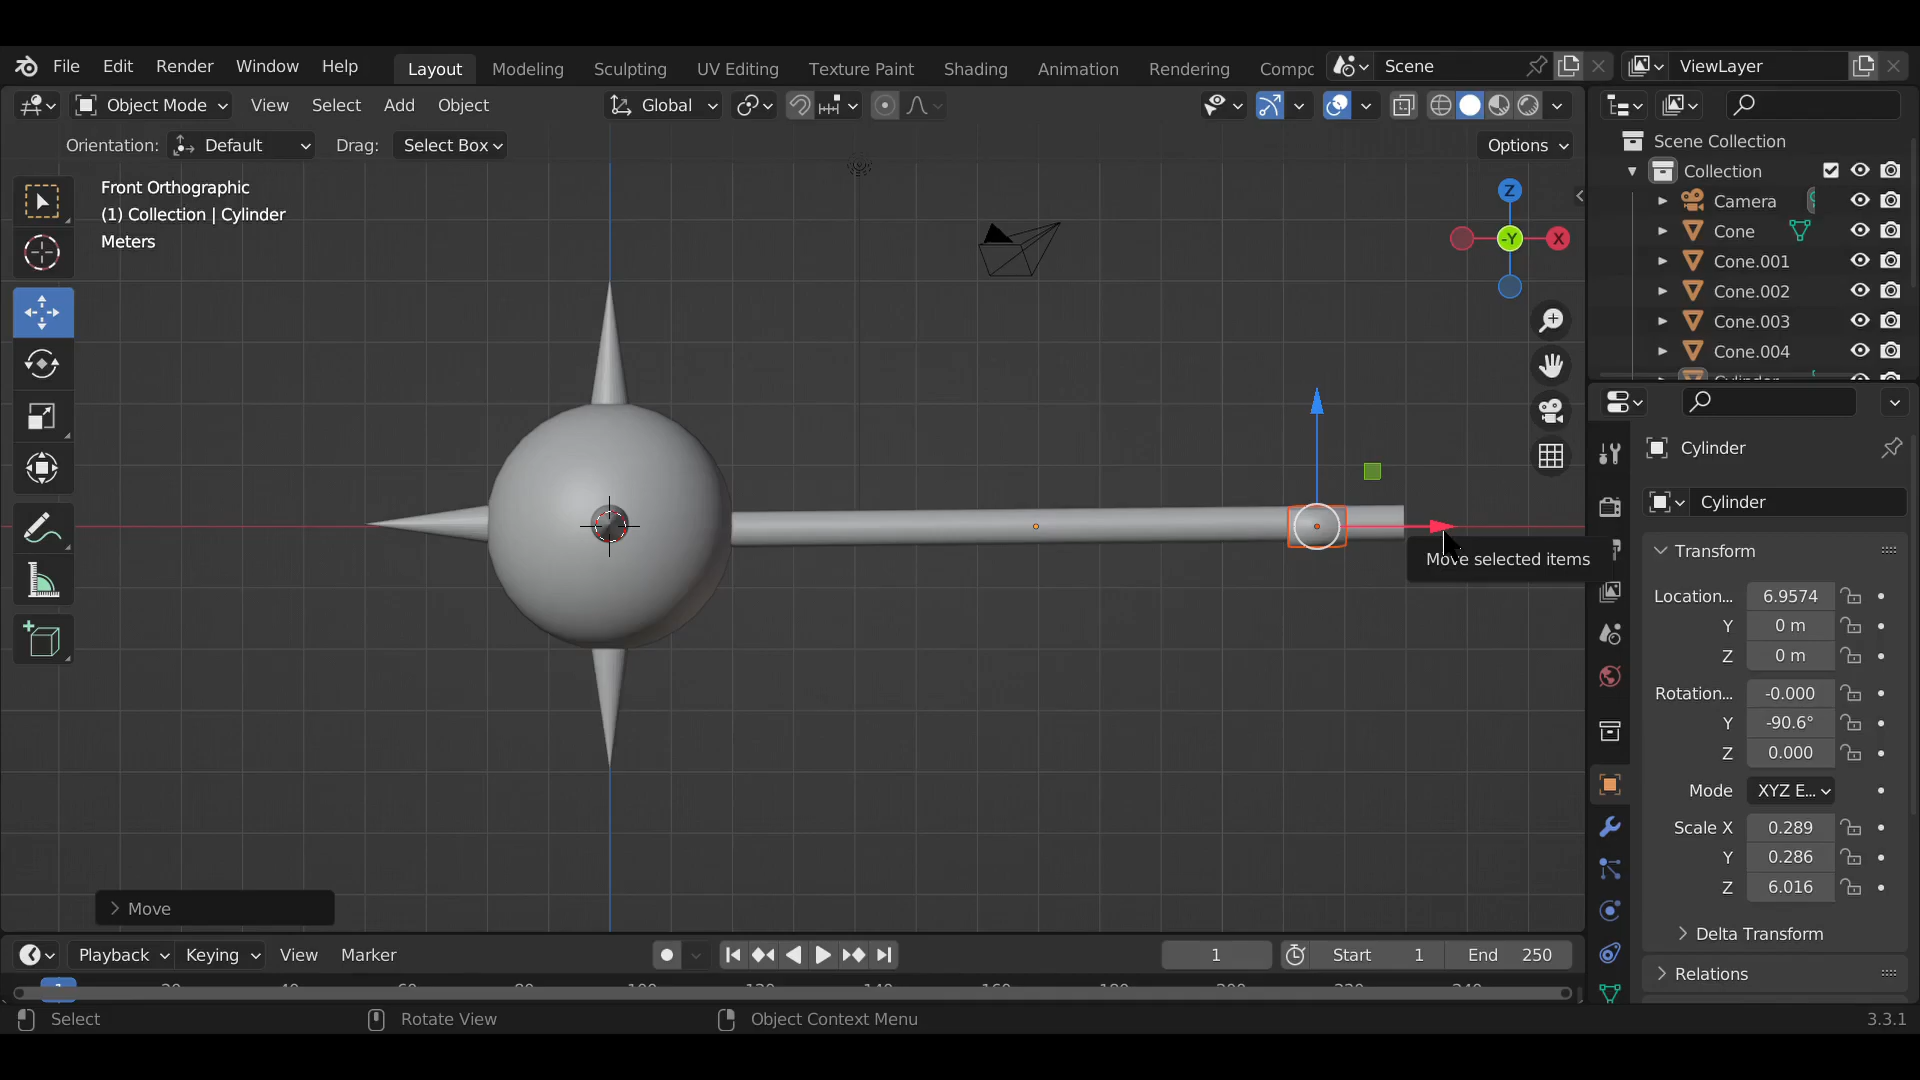 File Edit Render Window Help Layout Modeling Sculpting UV Editing Texture Paint Shading Animation Rendering Compc Scene ViewLayer
Object Mode View Select Add Object Global
Orientation: Default Drag: Select Box Options
Front Orthographic
(1) Collection | Cylinder
Meters
Z
-Y
X
Move selected items
Move
Scene Collection
Collection
Camera
Cone
Cone.001
Cone.002
Cone.003
Cone.004
Cylinder
Cylinder
Transform
Location... 6.9574
Y 0 m
Z 0 m
Rotation... -0.000
Y -90.6°
Z 0.000
Mode XYZ E...
Scale X 0.289
Y 0.286
Z 6.016
Delta Transform
Relations
Playback Keying View Marker 1 Start 1 End 250
1
Select Rotate View Object Context Menu 3.3.1